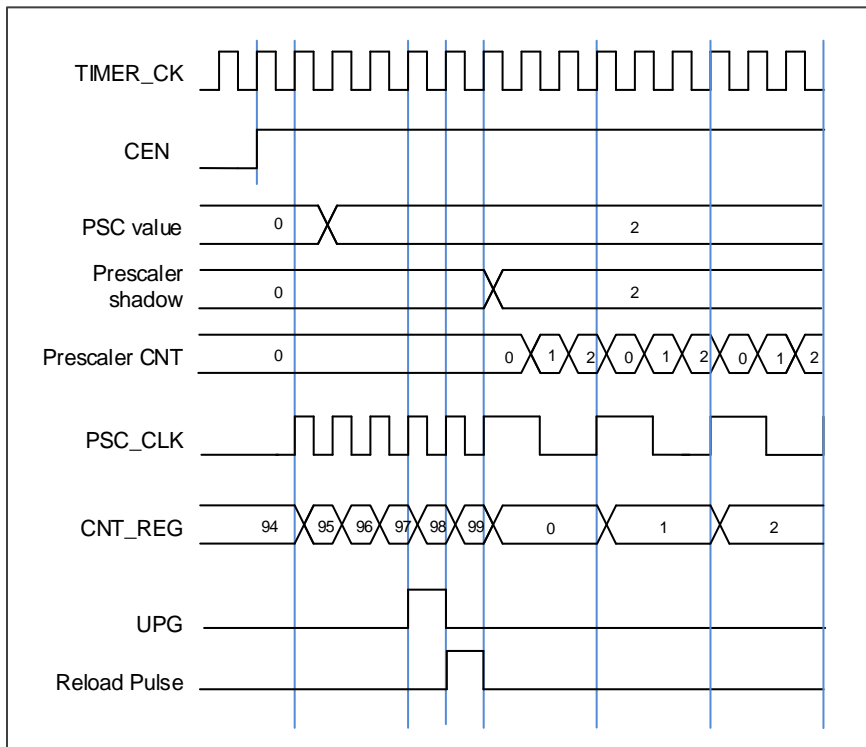 TIMER_CK
CEN
PSC value 0 2
Prescaler
shadow 0 2
Prescaler CNT 0 0 1 2 0 1 2 0 1 2
PSC_CLK
CNT_REG 94 95 96 97 98 99 0 1 2
UPG
Reload Pulse